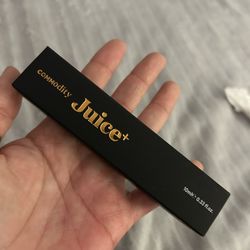 COMMODITY
Juice+
10ml℮ 0.33 fl.oz.